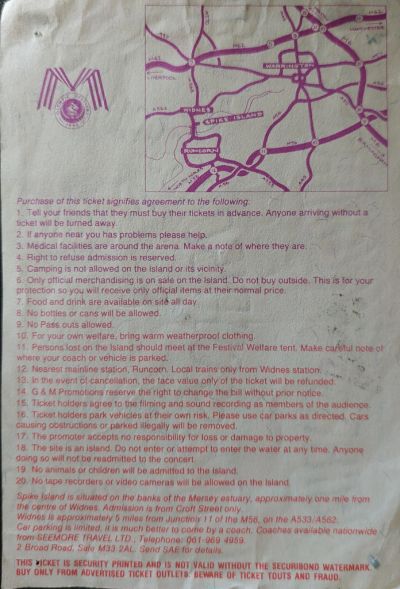 M62
MANCHESTER
LIVERPOOL
WARRINGTON
WIDNES
SPIKE ISLAND
RUNCORN
M56
Purchase of this ticket signifies agreement to the following:
1. Tell your friends that they must buy their tickets in advance. Anyone arriving without a
ticket will be turned away.
2. If anyone near you has problems please help.
3. Medical facilities are around the arena. Make a note of where they are.
4. Right to refuse admission is reserved.
5. Camping is not allowed on the island or its vicinity.
6. Only official merchandising is on sale on the Island. Do not buy outside. This is for your
protection so you will receive only official items at their normal price.
7. Food and drink are available on site all day.
8. No bottles or cans will be allowed.
9. No Pass outs allowed.
10. For your own welfare, bring warm weatherproof clothing.
11. Persons lost on the Island should meet at the Festival Welfare tent. Make careful note of
where your coach or vehicle is parked.
12. Nearest mainline station, Runcorn. Local trains only from Widnes station.
13. In the event of cancellation, the face value only of the ticket will be refunded.
14. G & M Promotions reserve the right to change the bill without prior notice.
15. Ticket holders agree to the filming and sound recording as members of the audience.
16. Ticket holders park vehicles at their own risk. Please use car parks as directed. Cars
causing obstructions or parked illegally will be removed.
17. The promoter accepts no responsibility for loss or damage to property.
18. The site is an island. Do not enter or attempt to enter the water at any time. Anyone
doing so will not be readmitted to the concert.
19. No animals or children will be admitted to the Island.
20. No tape recorders or video cameras will be allowed on the Island.
Spike Island is situated on the banks of the Mersey estuary, approximately one mile from
the centre of Widnes. Admission is from Croft Street only.
Widnes is approximately 5 miles from Junction 11 of the M56, on the A533/A562.
Car parking is limited, it is much better to come by a coach. Coaches available nationwide
from SEEMORE TRAVEL LTD., Telephone: 061-969 4959.
2 Broad Road, Sale M33 2AL. Send SAE for details.
THIS TICKET IS SECURITY PRINTED AND IS NOT VALID WITHOUT THE SECURIBOND WATERMARK
BUY ONLY FROM ADVERTISED TICKET OUTLETS: BEWARE OF TICKET TOUTS AND FRAUD.